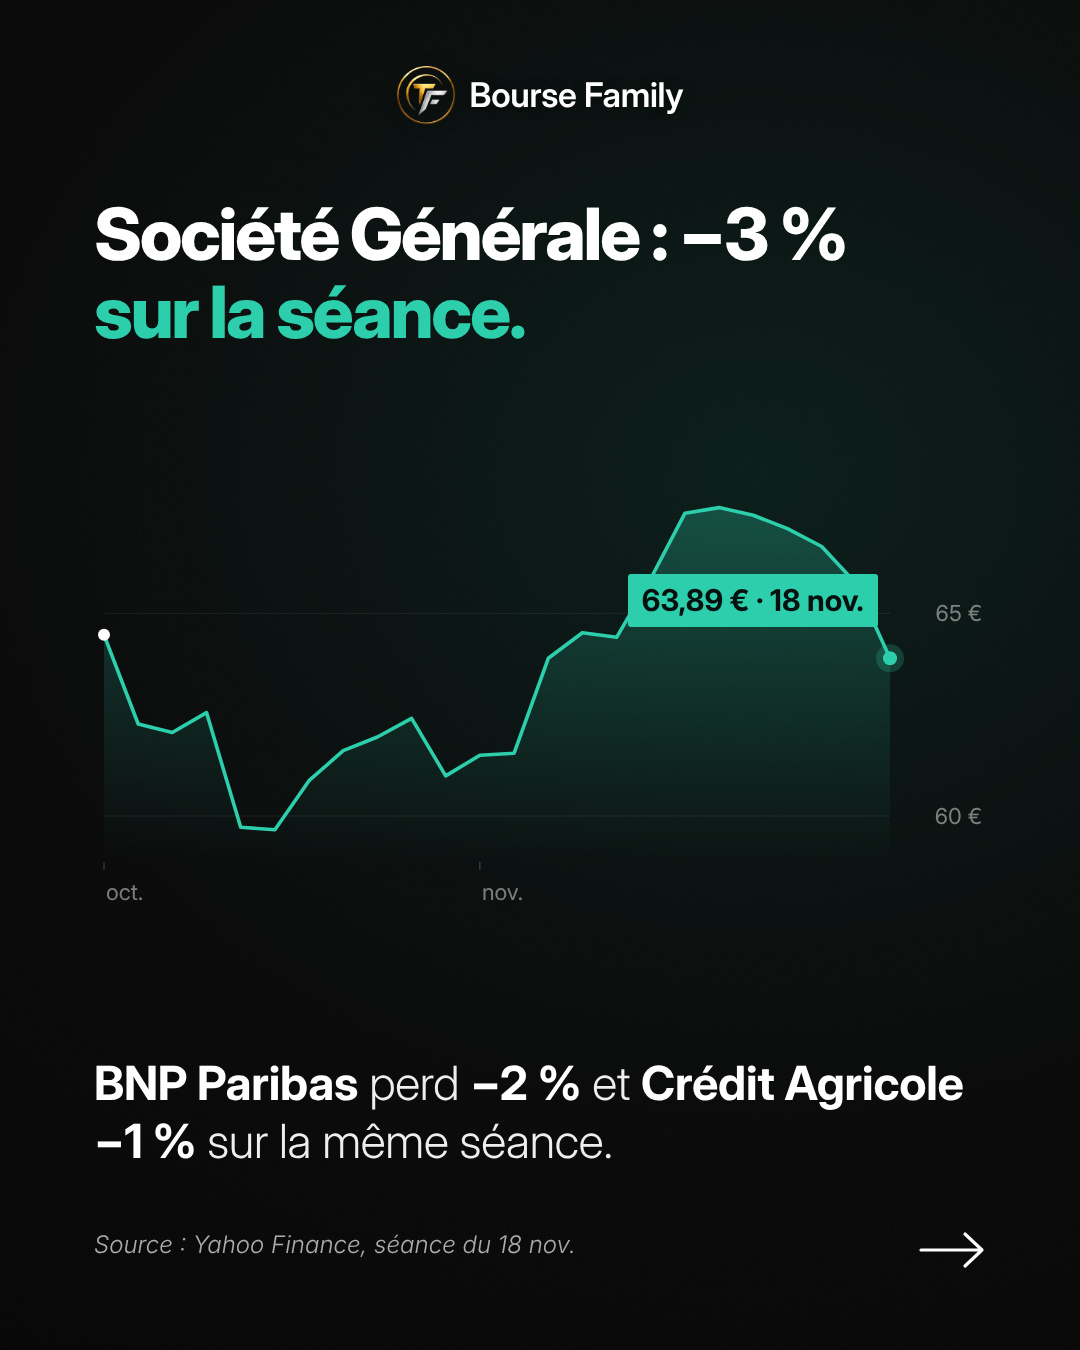 TF Bourse Family
Société Générale : −3 %
sur la séance.
63,89 € · 18 nov.
65 €
60 €
oct.
nov.
BNP Paribas perd −2 % et Crédit Agricole
−1 % sur la même séance.
Source : Yahoo Finance, séance du 18 nov.